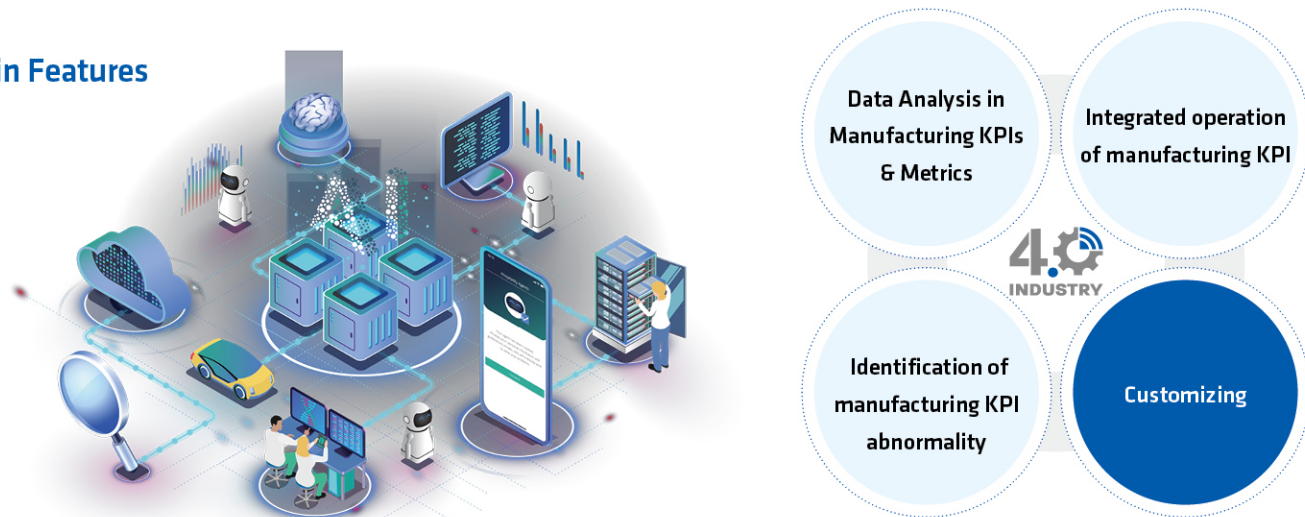 in Features
Data Analysis in
Manufacturing KPIs
& Metrics
Integrated operation
of manufacturing KPI
AI
4.0
INDUSTRY
Identification of
manufacturing KPI
abnormality
Customizing